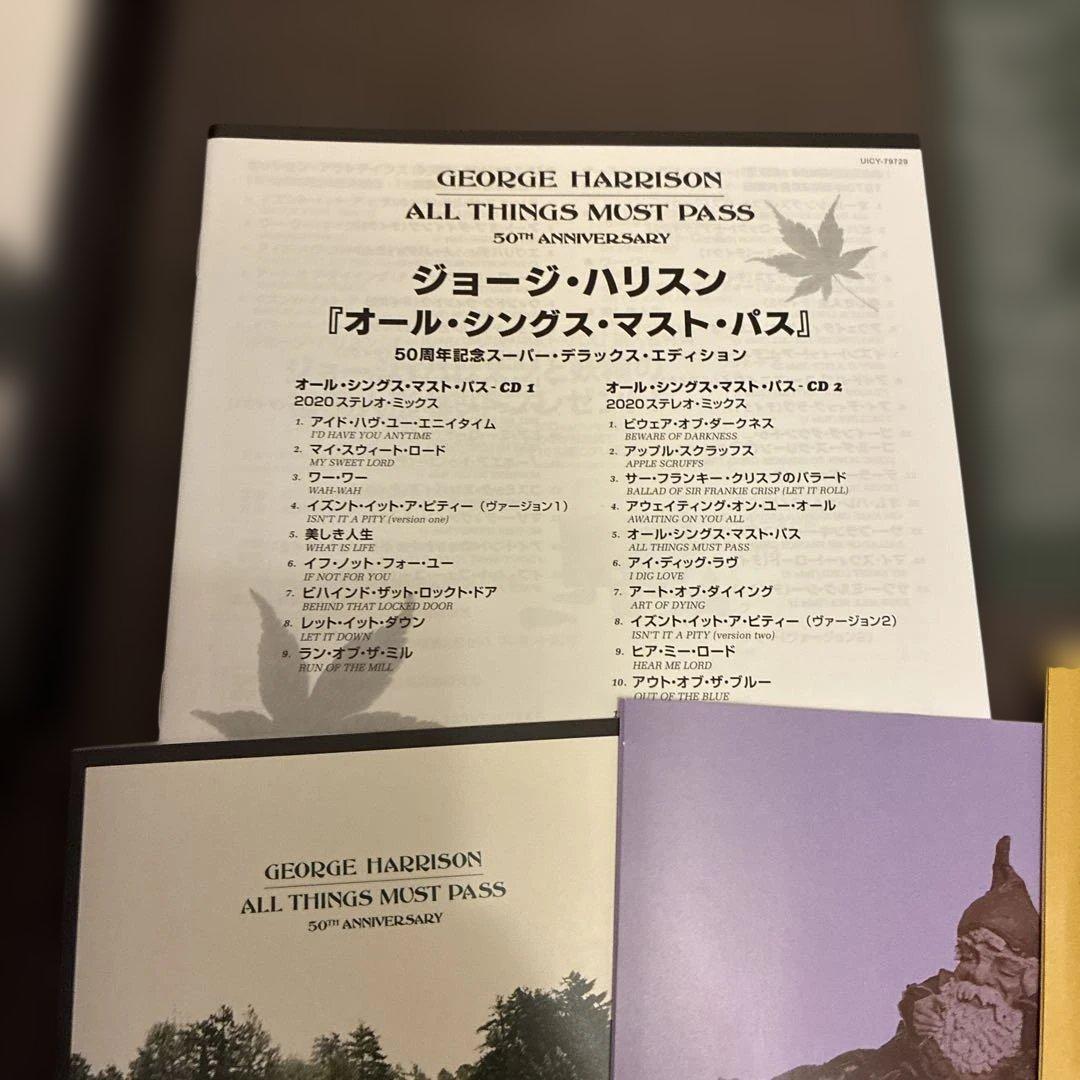 UICY-79729
GEORGE HARRISON
ALL THINGS MUST PASS
50TH ANNIVERSARY
ジョージ・ハリスン
『オール・シングス・マスト・パス』
50周年記念スーパー・デラックス・エディション
オール・シングス・マスト・パス - CD 1
2020ステレオ・ミックス
1. アイド・ハヴ・ユー・エニイタイム
I'D HAVE YOU ANYTIME
2. マイ・スウィート・ロード
MY SWEET LORD
3. ワー・ワー
WAH-WAH
4. イズント・イット・ア・ピティー（ヴァージョン1）
ISN'T IT A PITY (version one)
5. 美しき人生
WHAT IS LIFE
6. イフ・ノット・フォー・ユー
IF NOT FOR YOU
7. ビハインド・ザット・ロックト・ドア
BEHIND THAT LOCKED DOOR
8. レット・イット・ダウン
LET IT DOWN
9. ラン・オブ・ザ・ミル
RUN OF THE MILL
オール・シングス・マスト・パス - CD 2
2020ステレオ・ミックス
1. ビウェア・オブ・ダークネス
BEWARE OF DARKNESS
2. アップル・スクラッフス
APPLE SCRUFFS
3. サー・フランキー・クリスプのバラード
BALLAD OF SIR FRANKIE CRISP (LET IT ROLL)
4. アウェイティング・オン・ユー・オール
AWAITING ON YOU ALL
5. オール・シングス・マスト・パス
ALL THINGS MUST PASS
6. アイ・ディッグ・ラヴ
I DIG LOVE
7. アート・オブ・ダイイング
ART OF DYING
8. イズント・イット・ア・ピティー（ヴァージョン2）
ISN'T IT A PITY (version two)
9. ヒア・ミー・ロード
HEAR ME LORD
10. アウト・オブ・ザ・ブルー
OUT OF THE BLUE
GEORGE HARRISON
ALL THINGS MUST PASS
50TH ANNIVERSARY